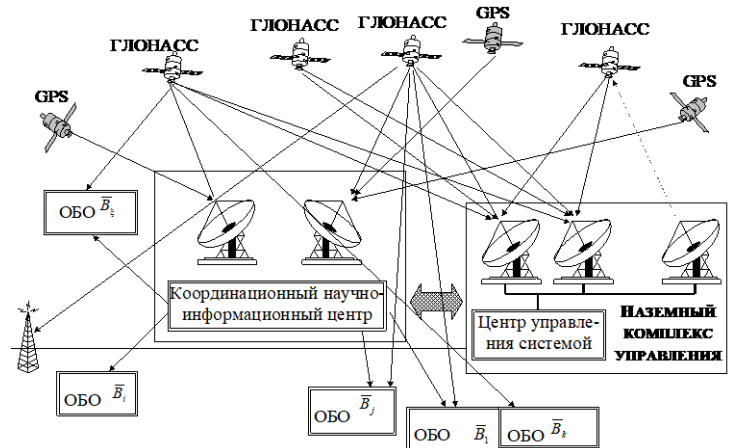 GPS
ГЛОНАСС
ГЛОНАСС
ГЛОНАСС
ГЛОНАСС
GPS
GPS
ОБО B̅ξ
Координационный научно-
информационный центр
Центр управле-
ния системой
Наземный
комплекс
управления
ОБО B̅i
ОБО B̅j
ОБО B̅1
ОБО B̅k